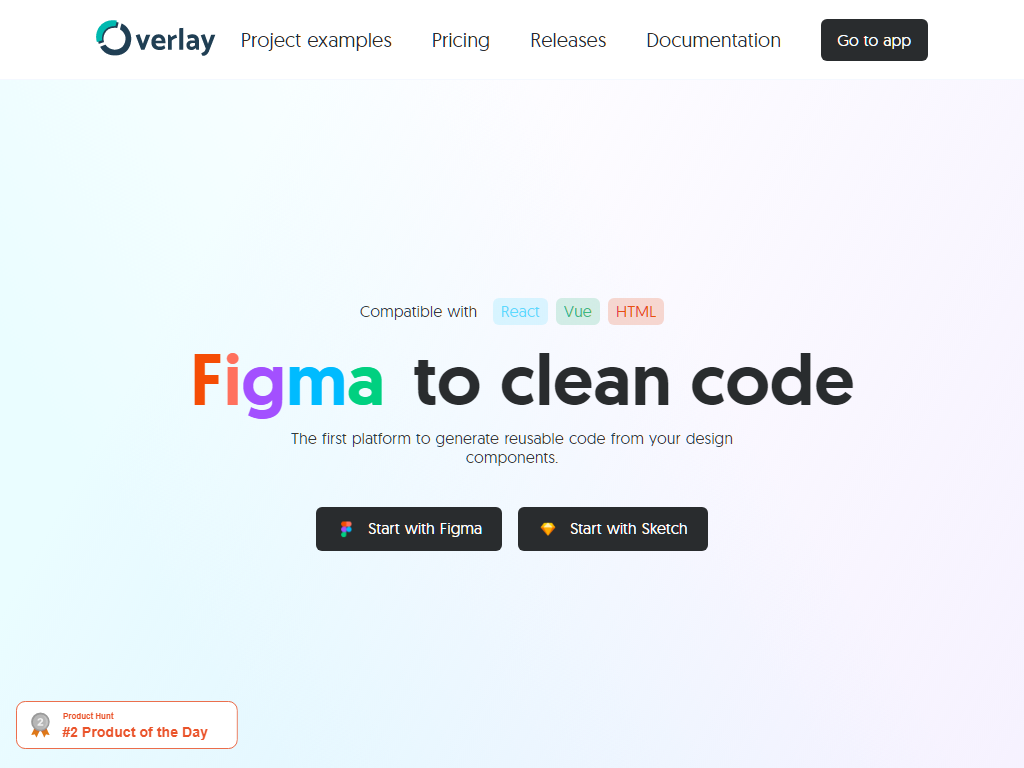 Overlay
Project examples
Pricing
Releases
Documentation
Go to app
Compatible with React Vue HTML
Figma to clean code
The first platform to generate reusable code from your design
components.
Start with Figma
Start with Sketch
2
Product Hunt
#2 Product of the Day